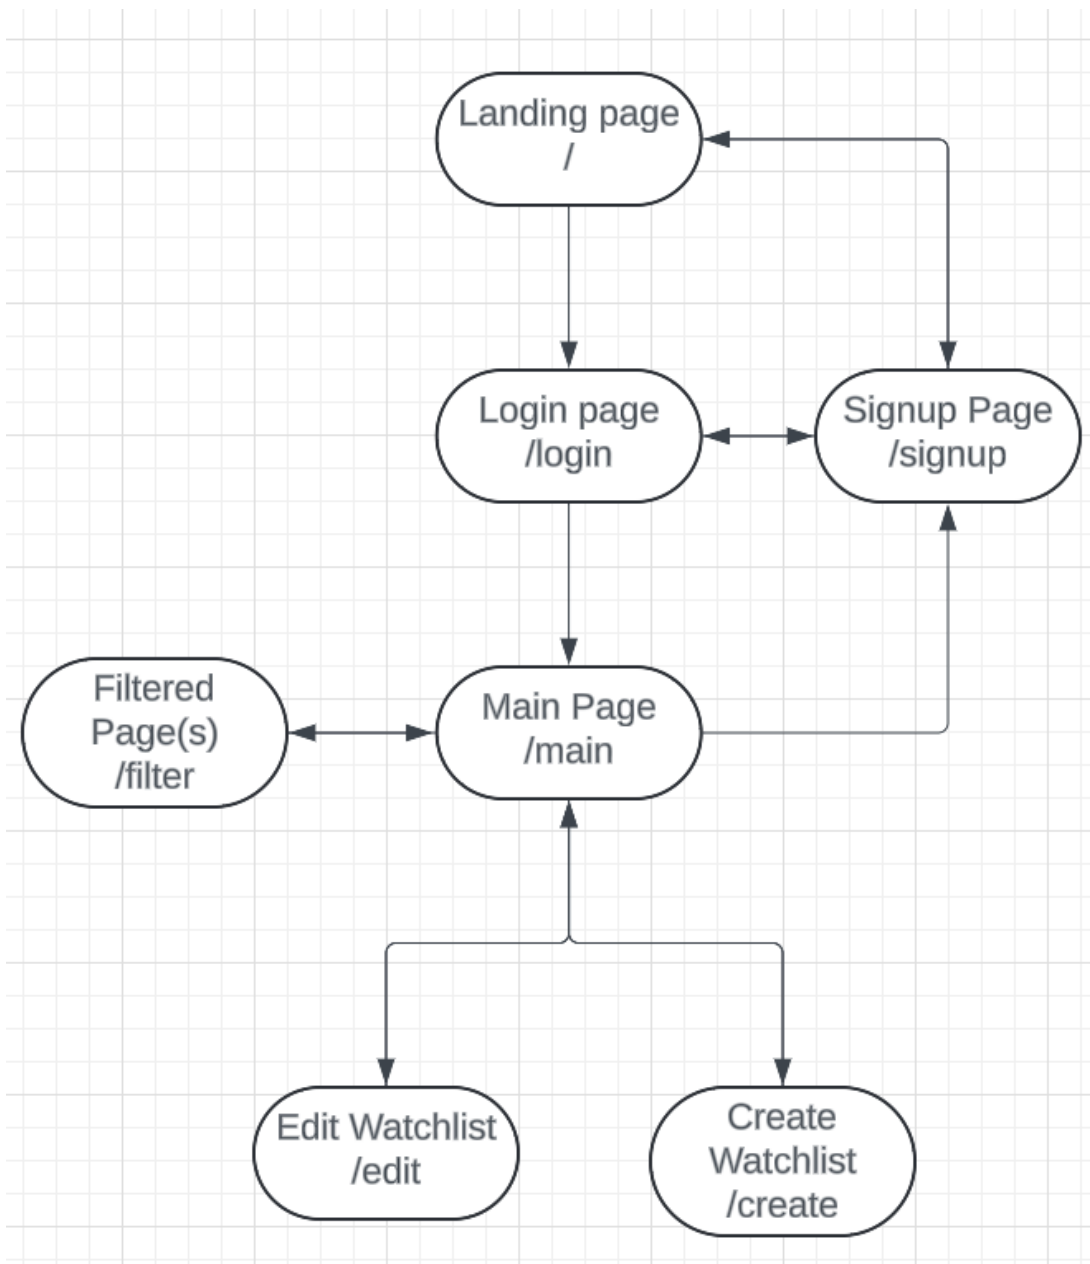 Landing page
/
Login page
/login
Signup Page
/signup
Filtered
Page(s)
/filter
Main Page
/main
Edit Watchlist
/edit
Create
Watchlist
/create